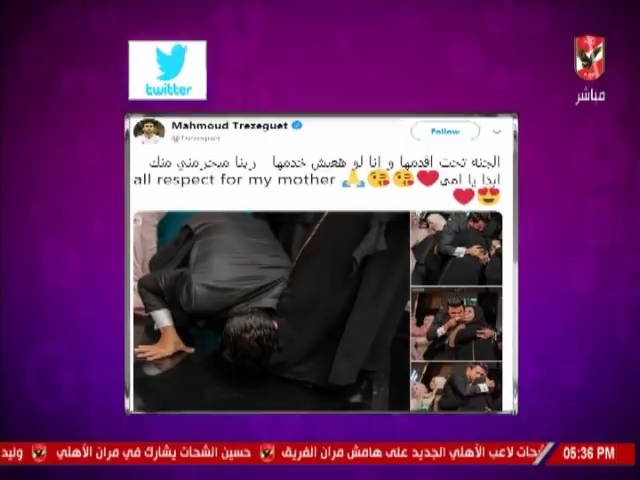 twitter
مباشر
Mahmoud Trezeguet
@Trezeguet
Follow
الجنه تحت اقدمها و انا لو هعيش خدمها ربنا ميحرمني منك
ابدا يا امي❤😘😘🙏 all respect for my mother
😍❤
حات لاعب الأهلي الجديد على هامش مران الفريق حسين الشحات يشارك في مران الأهلي وليد
05:36 PM